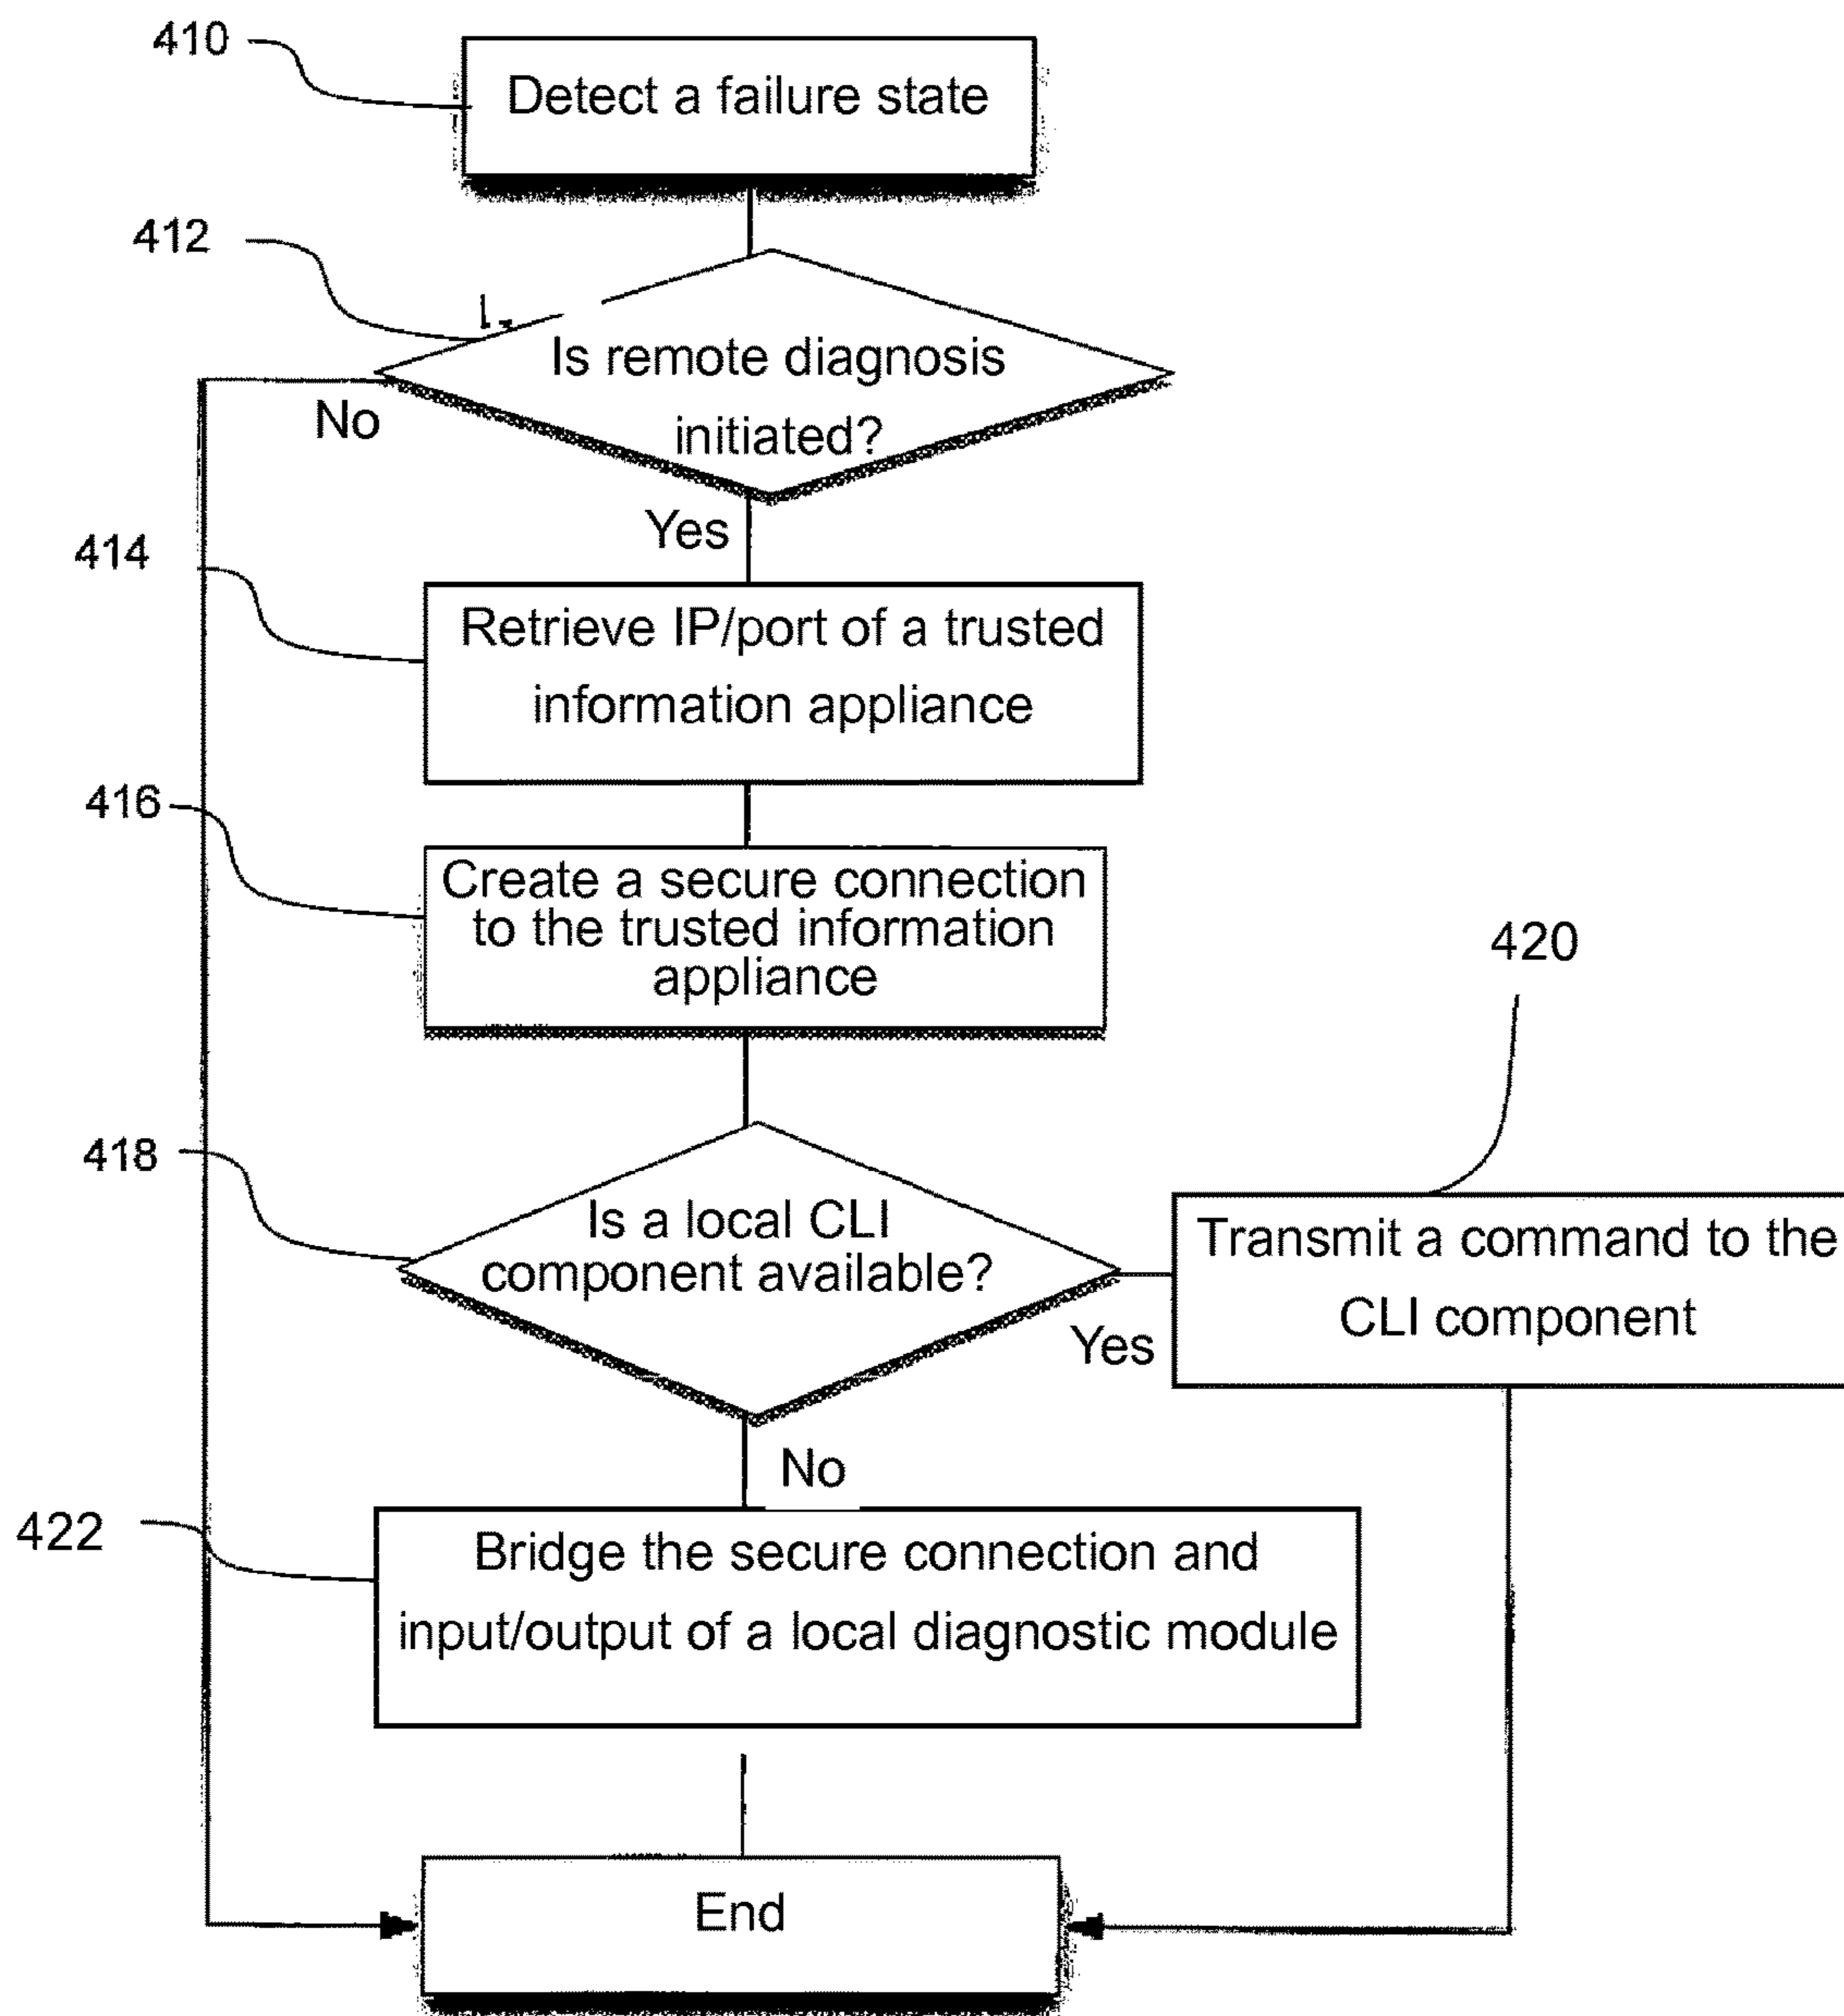 410
Detect a failure state
412
Is remote diagnosis
initiated?
No
Yes
414
Retrieve IP/port of a trusted
information appliance
416
Create a secure connection
to the trusted information
appliance
420
418
Is a local CLI
component available?
Transmit a command to the
CLI component
Yes
No
422
Bridge the secure connection and
input/output of a local diagnostic module
End